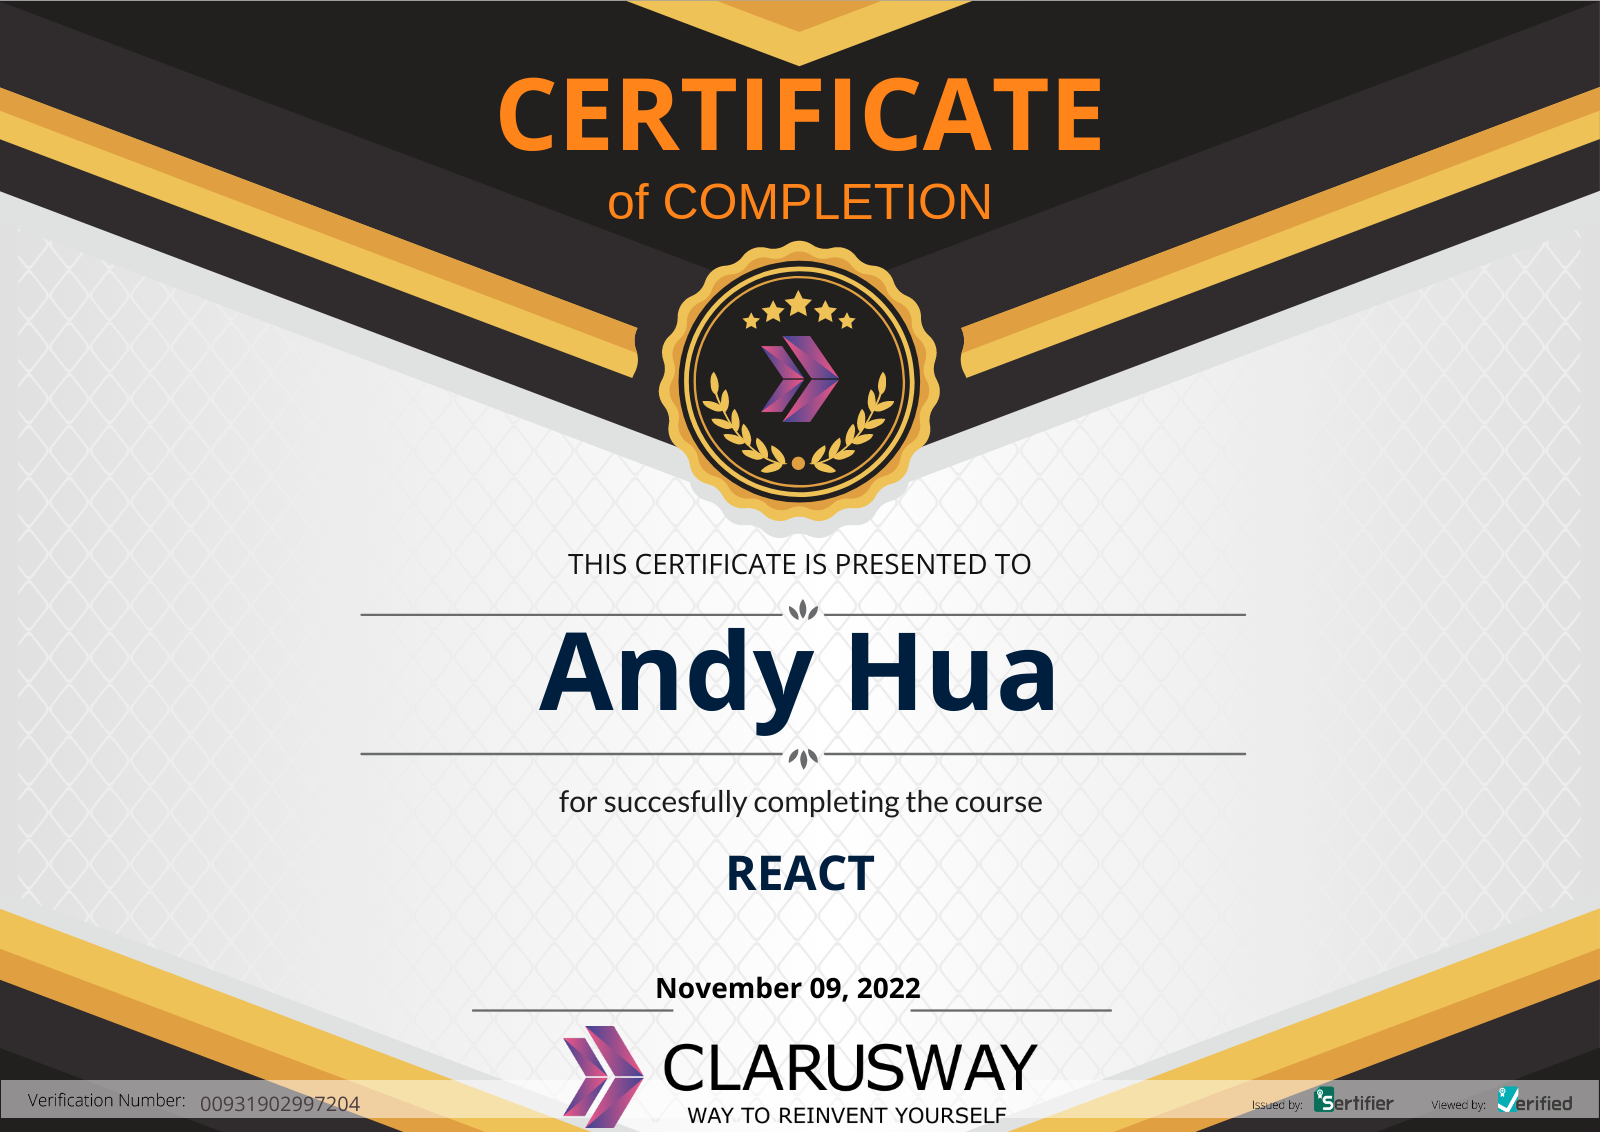 CERTIFICATE
of COMPLETION
THIS CERTIFICATE IS PRESENTED TO
Andy Hua
for succesfully completing the course
REACT
November 09, 2022
CLARUSWAY
WAY TO REINVENT YOURSELF
Verification Number: 00931902997204
Issued by: Sertifier Viewed by: Verified